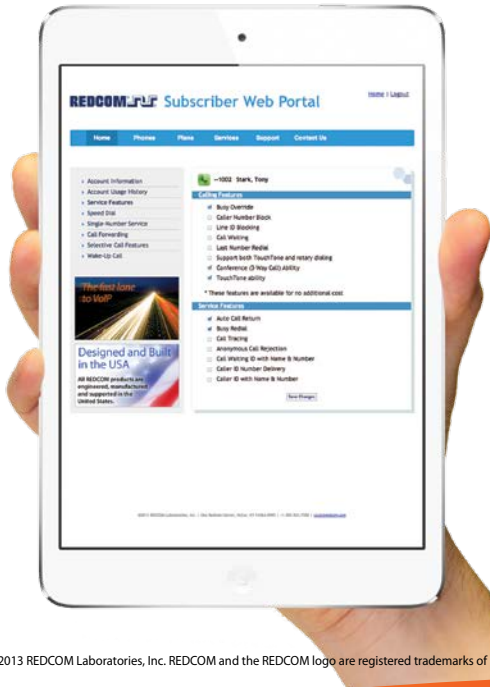 REDCOM Subscriber Web Portal
Home | Logout
Home Phones Plans Services Support Contact Us
Account Information
Account Usage History
Service Features
Speed Dial
Single-Number Service
Call Forwarding
Selective Call Features
Wake-Up Call
The fast lane
to VoIP
Designed and Built
in the USA
All REDCOM products are
engineered, manufactured
and supported in the
United States.
~1002 Stark, Tony
Calling Features
Busy Override
Caller Number Block
Line ID Blocking
Call Waiting
Last Number Redial
Support both TouchTone and rotary dialing
Conference (3 Way Call) Ability
TouchTone ability
* These features are available for no additional cost
Service Features
Auto Call Return
Busy Redial
Call Tracing
Anonymous Call Rejection
Call Waiting ID with Name & Number
Caller ID Number Delivery
Caller ID with Name & Number
Save Changes
2013 REDCOM Laboratories, Inc. REDCOM and the REDCOM logo are registered trademarks of